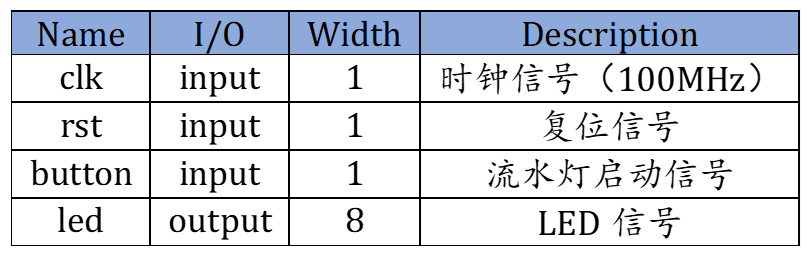 Name I/O Width Description
clk input 1 时钟信号（100MHz）
rst input 1 复位信号
button input 1 流水灯启动信号
led output 8 LED 信号